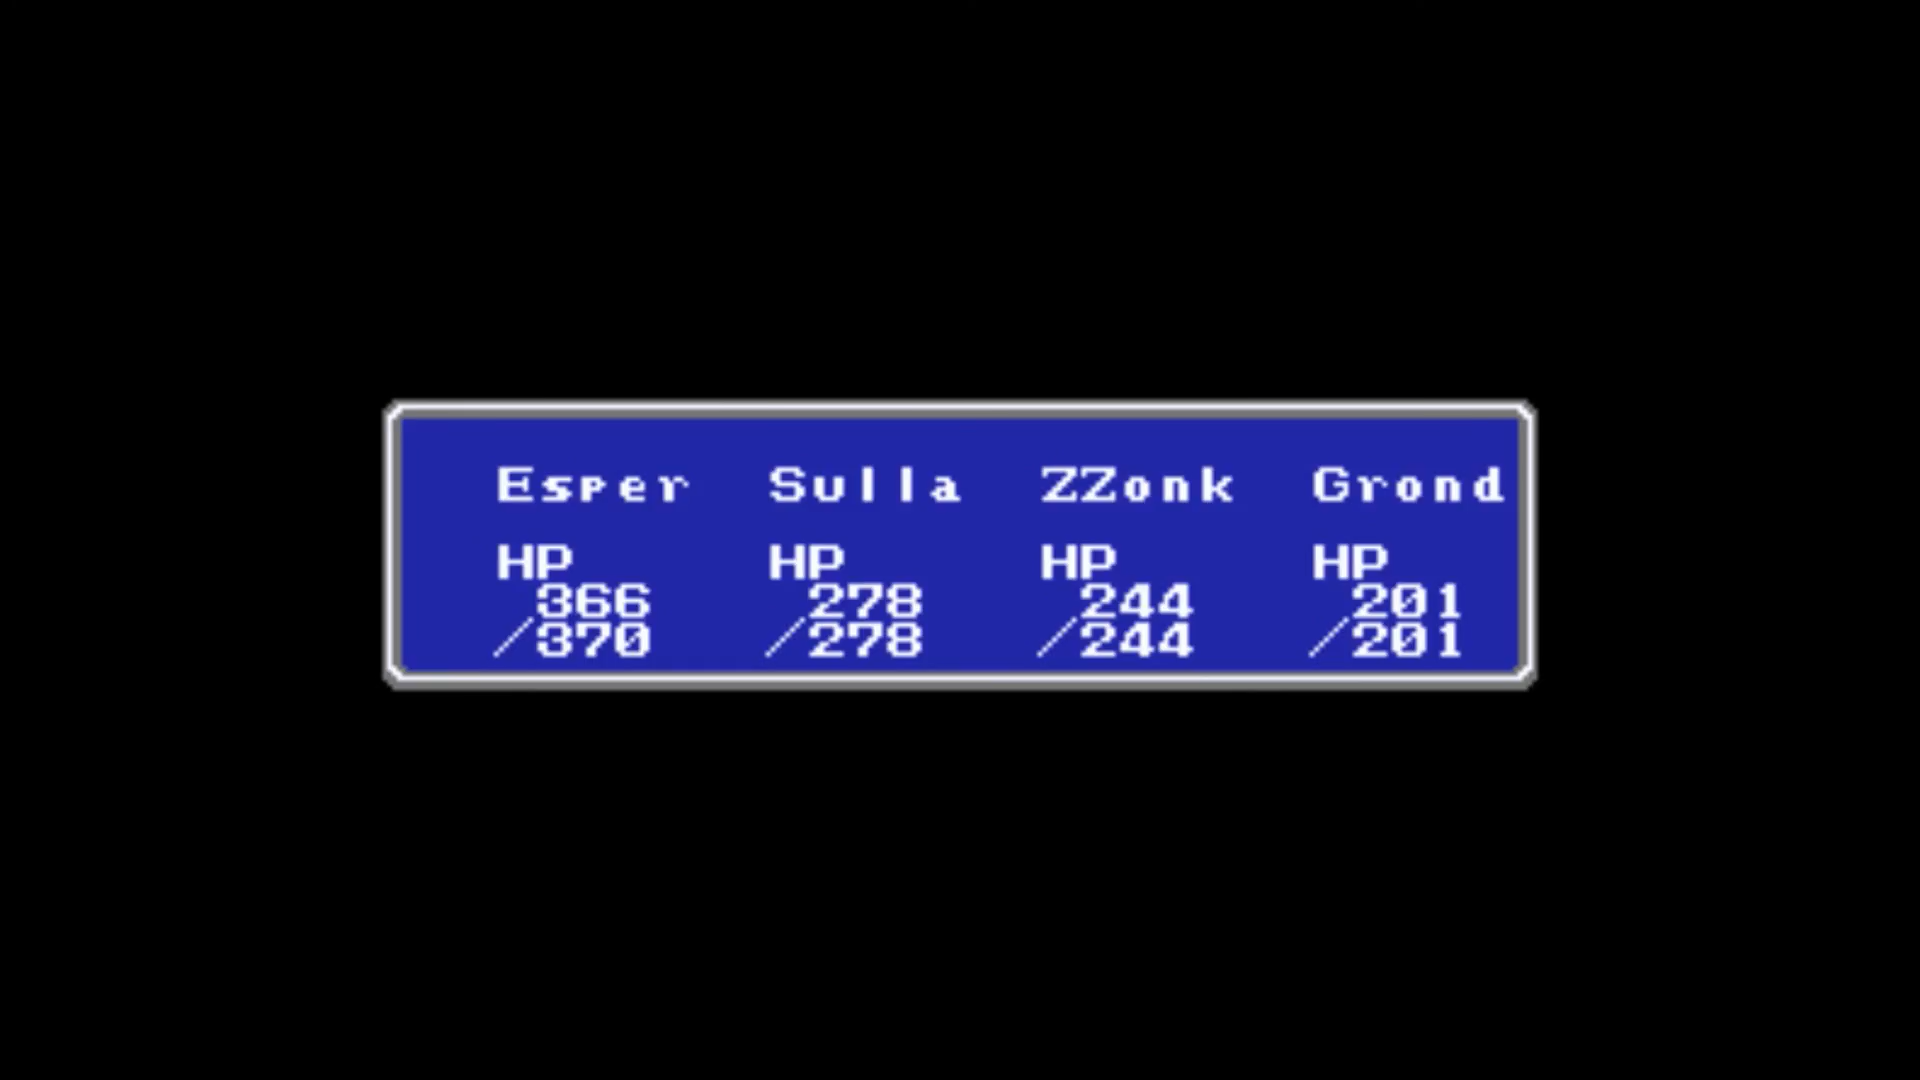 Esper Sulla ZZonk Grond
HP HP HP HP
366 278 244 201
/370 /278 /244 /201